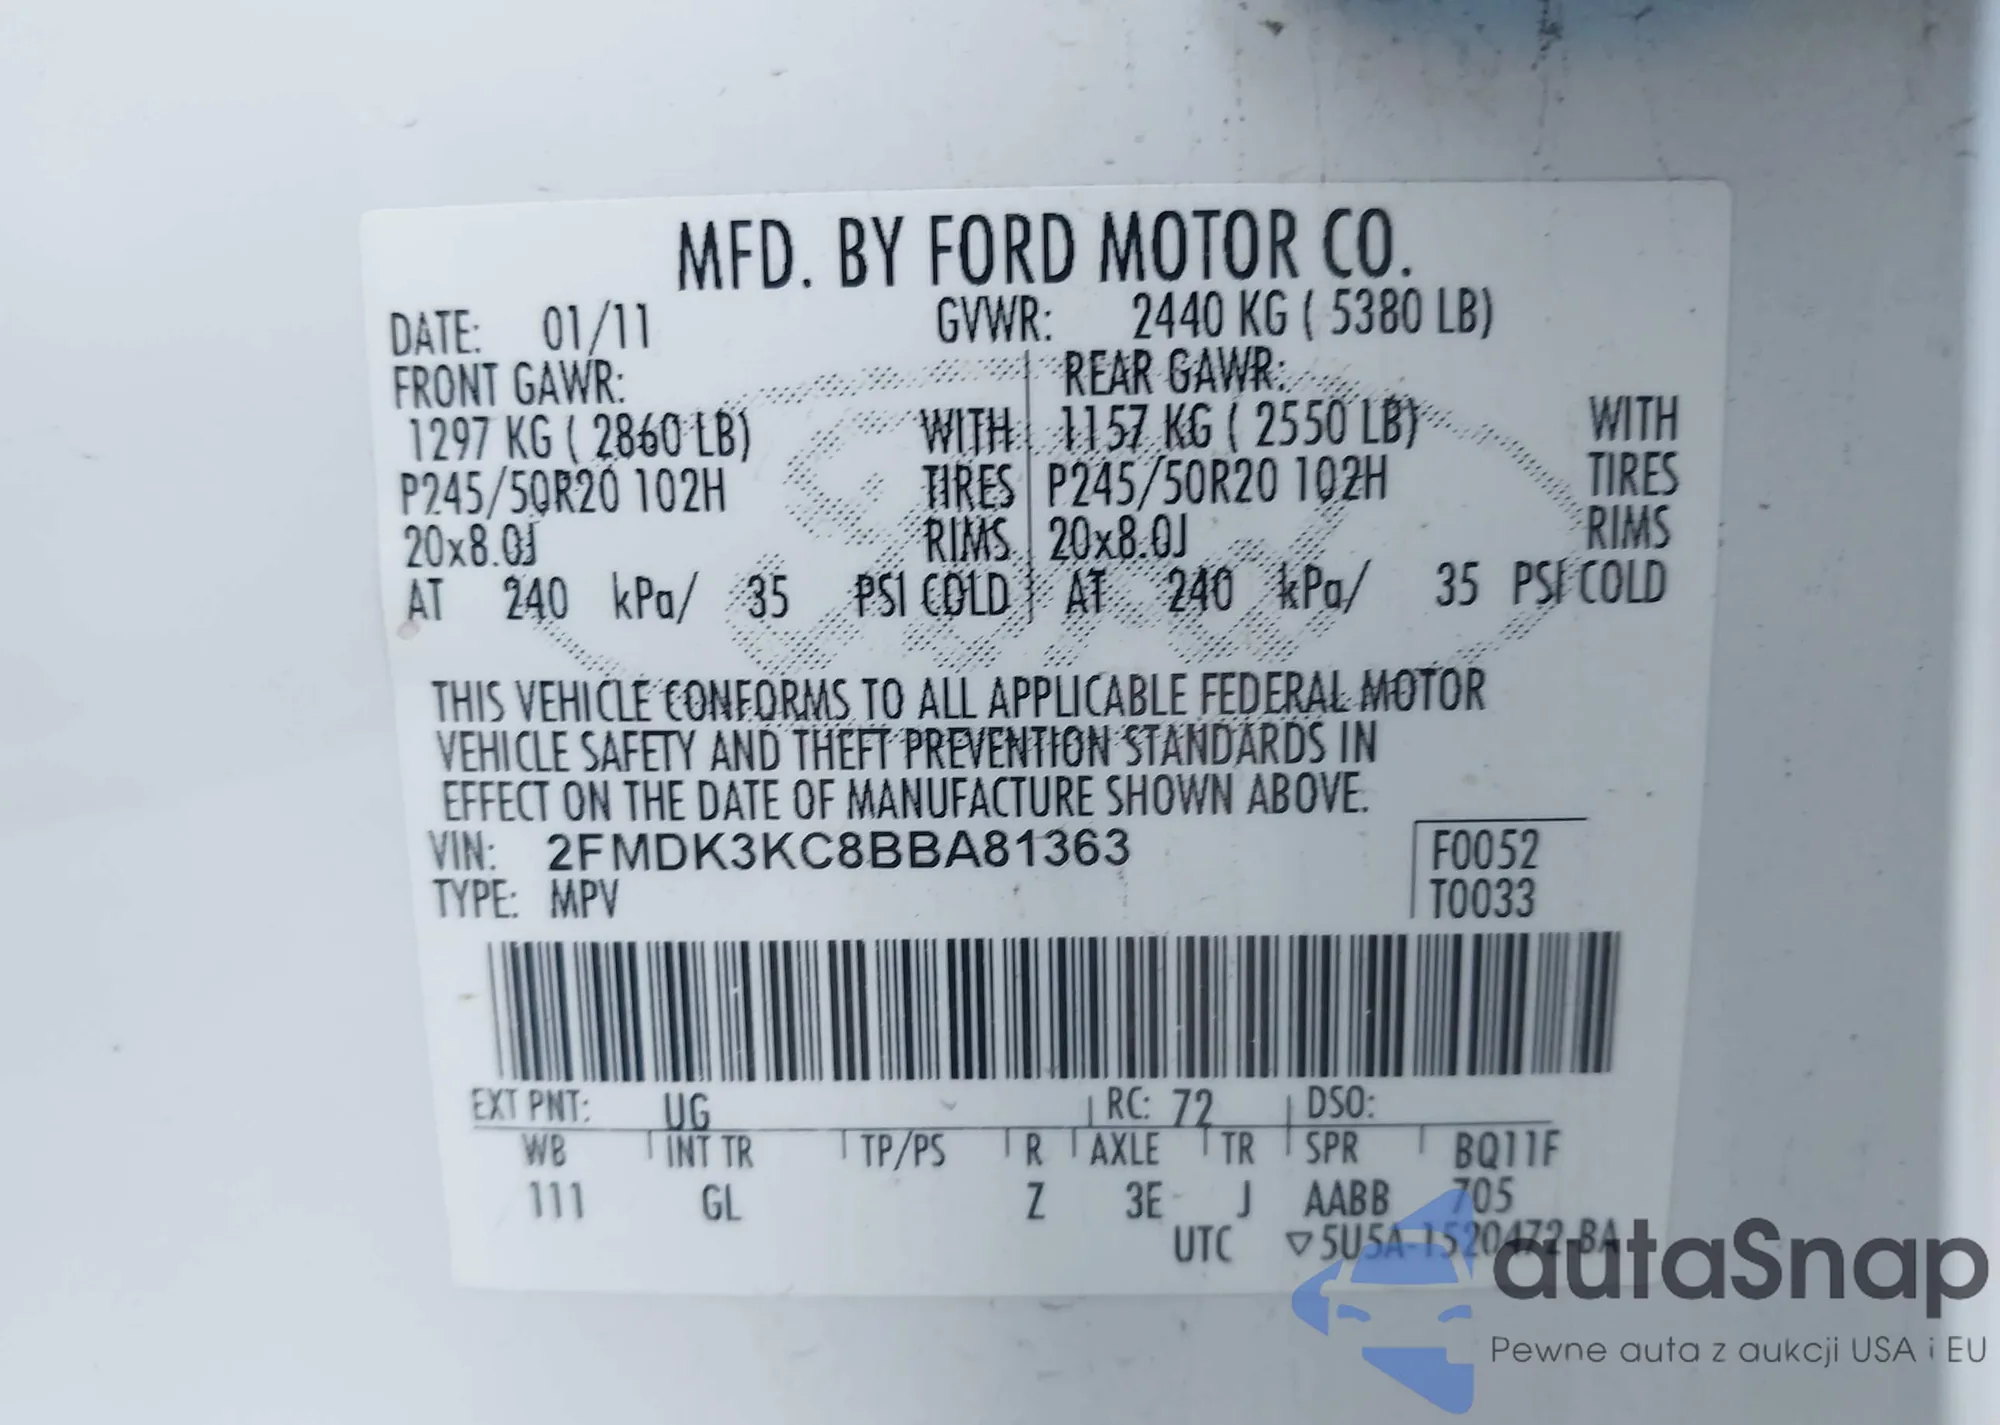 MFD. BY FORD MOTOR CO.
DATE: 01/11 GVWR: 2440 KG ( 5380 LB)
FRONT GAWR: REAR GAWR:
1297 KG ( 2860 LB) WITH 1157 KG ( 2550 LB) WITH
P245/50R20 102H TIRES P245/50R20 102H TIRES
20x8.0J RIMS 20x8.0J RIMS
AT 240 kPa/ 35 PSI COLD AT 240 kPa/ 35 PSI COLD
THIS VEHICLE CONFORMS TO ALL APPLICABLE FEDERAL MOTOR
VEHICLE SAFETY AND THEFT PREVENTION STANDARDS IN
EFFECT ON THE DATE OF MANUFACTURE SHOWN ABOVE.
VIN: 2FMDK3KC8BBA81363 F0052
TYPE: MPV T0033
EXT PNT: UG RC: 72 DSO:
WB INT TR TP/PS R AXLE TR SPR BQ11F
111 GL Z 3E J AABB 705
UTC ▽5U5A-1520472-BA
autaSnap
Pewne auta z aukcji USA i EU